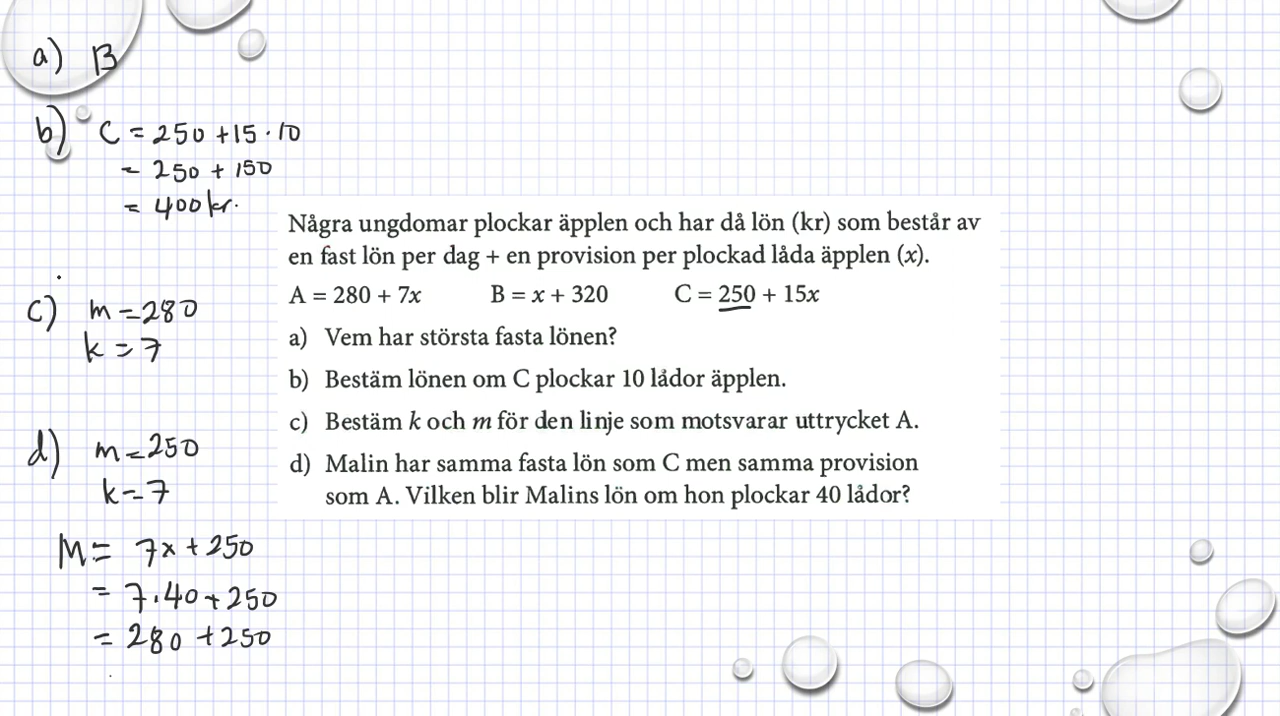 a) B
b) C = 250 + 15 · 10
= 250 + 150
= 400 kr.
c) m = 280
k = 7
d) m = 250
k = 7
M = 7x + 250
= 7 · 40 + 250
= 280 + 250
Några ungdomar plockar äpplen och har då lön (kr) som består av
en fast lön per dag + en provision per plockad låda äpplen (x).
A = 280 + 7x B = x + 320 C = 250 + 15x
a) Vem har största fasta lönen?
b) Bestäm lönen om C plockar 10 lådor äpplen.
c) Bestäm k och m för den linje som motsvarar uttrycket A.
d) Malin har samma fasta lön som C men samma provision
som A. Vilken blir Malins lön om hon plockar 40 lådor?